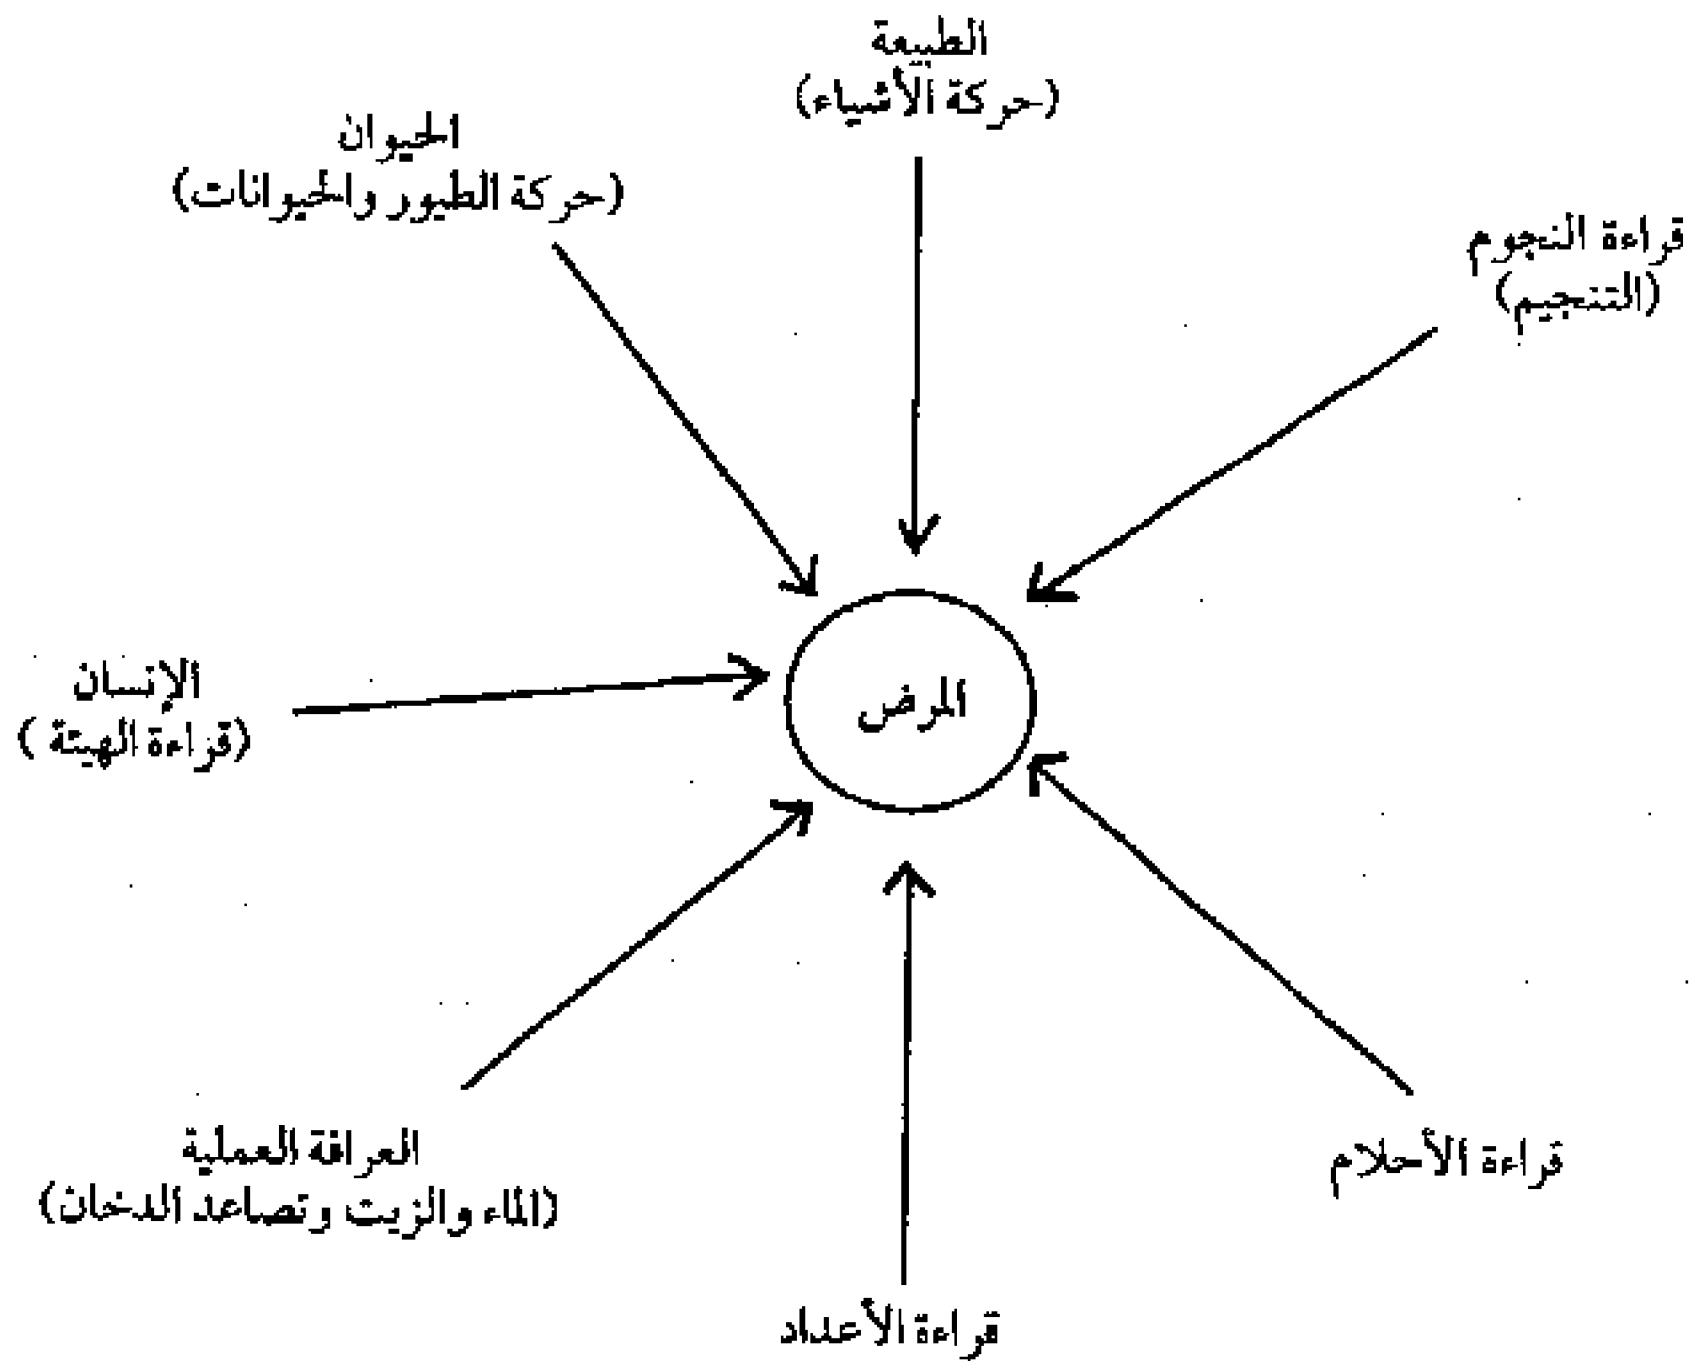 الطبيعة
(حركة الأشياء)
الحيوان
(حركة الطيور والحيوانات)
قراءة النجوم
(التنجيم)
الإنسان
(قراءة الهيئة )
المرض
العرافة العملية
(الماء والزيت وتصاعد الدخان)
قراءة الأحلام
قراءة الأعداد